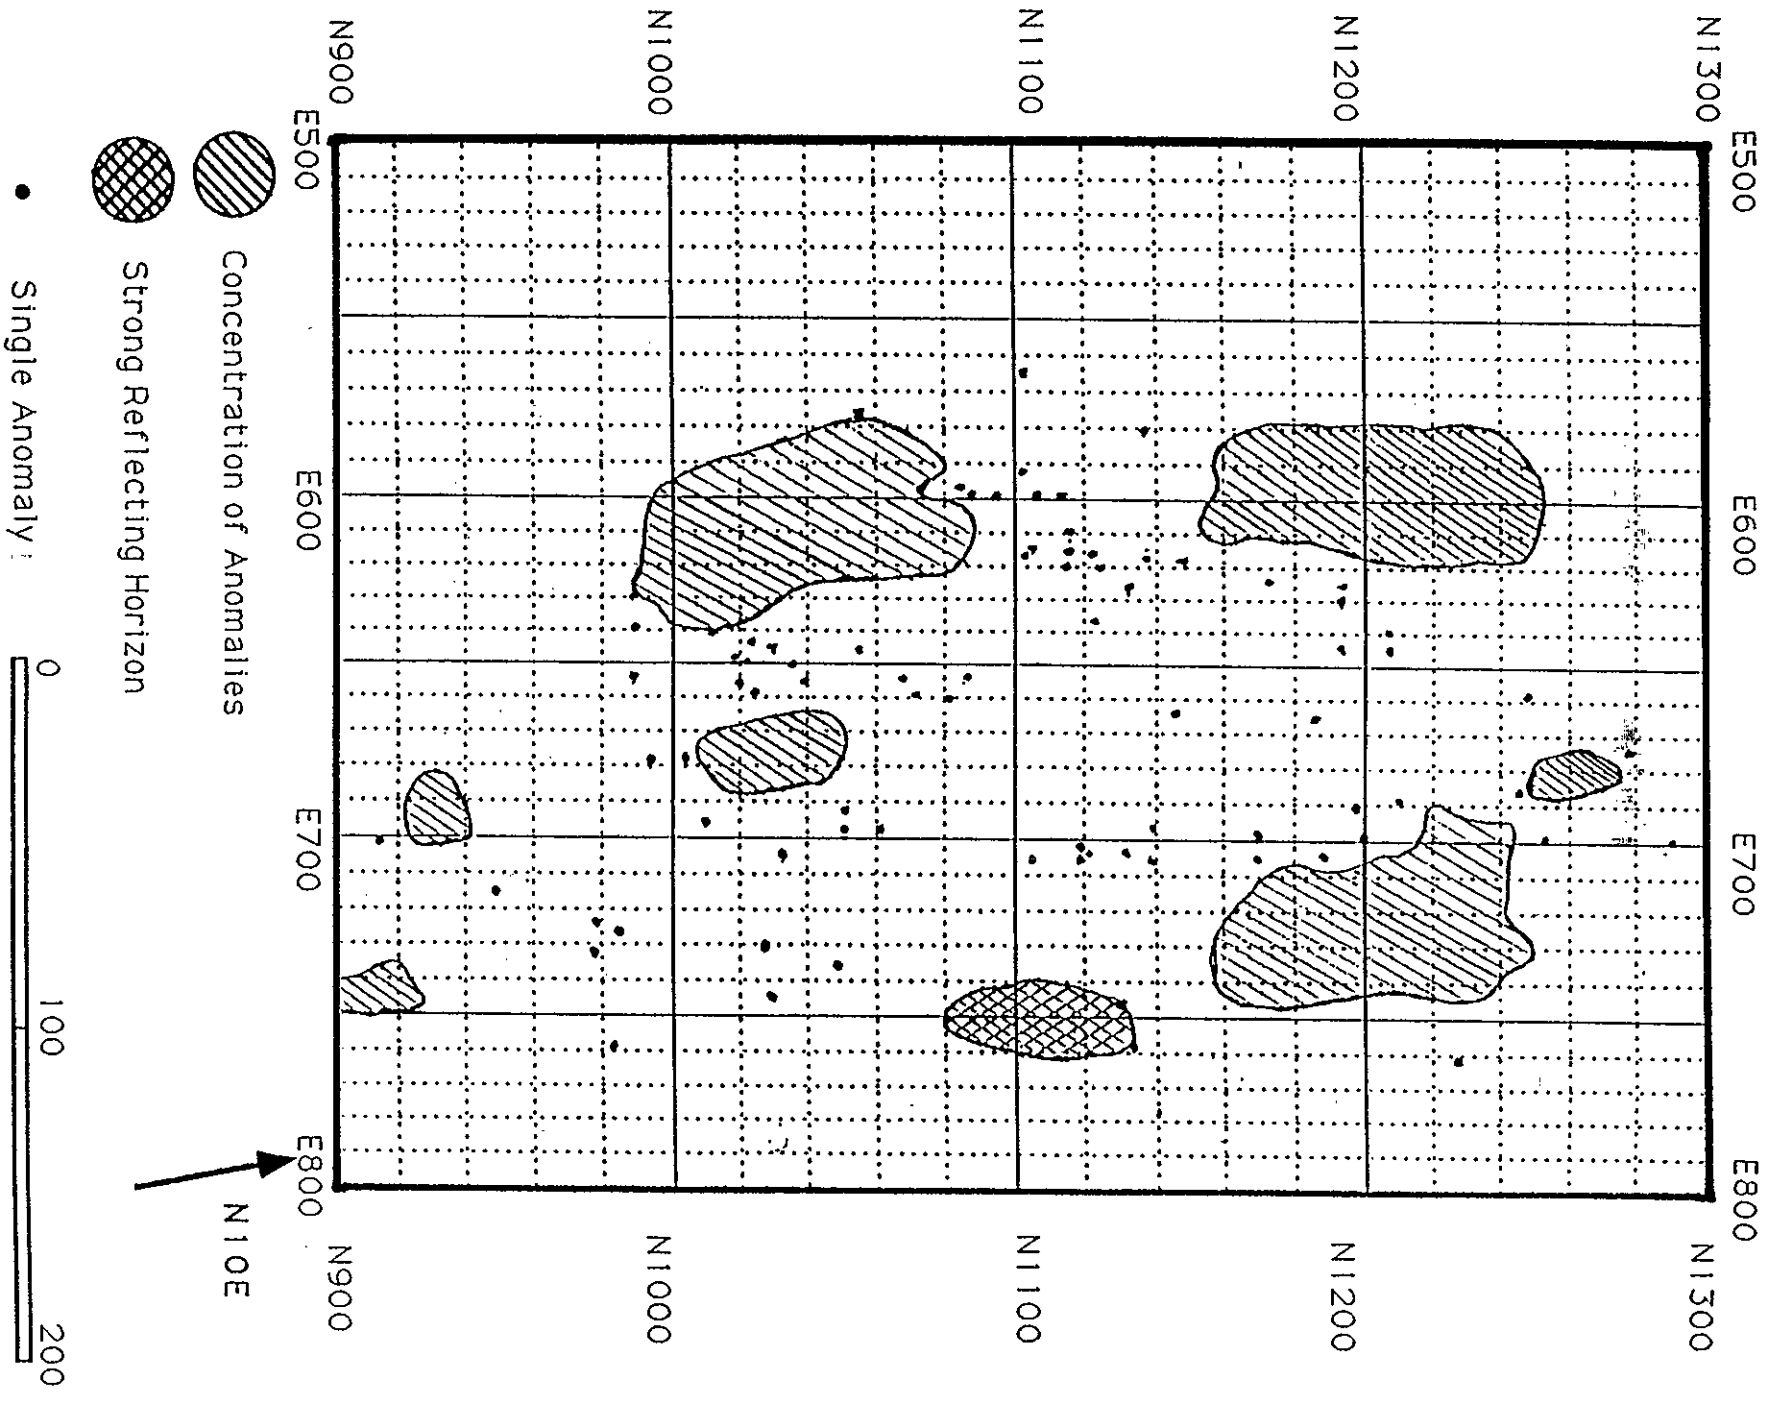 N900
N1000
N1100
N1200
N1300
E500
E500
E600
E600
E700
E700
E800
E800
N900
N1000
N1100
N1200
N1300
N10E
Concentration of Anomalies
Strong Reflecting Horizon
Single Anomaly
0
100
200